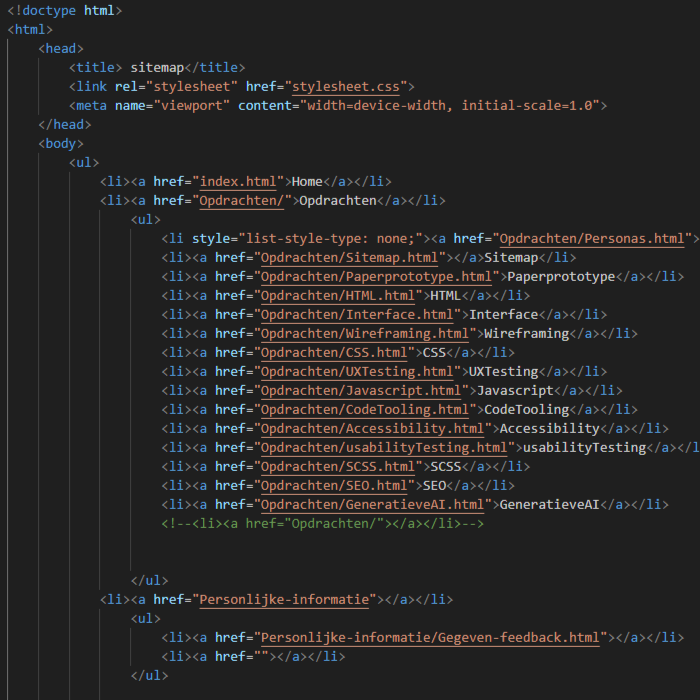 <!doctype html>
<html>
<head>
<title> sitemap</title>
<link rel="stylesheet" href="stylesheet.css">
<meta name="viewport" content="width=device-width, initial-scale=1.0">
</head>
<body>
<ul>
<li><a href="index.html">Home</a></li>
<li><a href="Opdrachten/">Opdrachten</a></li>
<ul>
<li style="list-style-type: none;"><a href="Opdrachten/Personas.html">
<li><a href="Opdrachten/Sitemap.html"></a>Sitemap</li>
<li><a href="Opdrachten/Paperprototype.html">Paperprototype</a></li>
<li><a href="Opdrachten/HTML.html">HTML</a></li>
<li><a href="Opdrachten/Interface.html">Interface</a></li>
<li><a href="Opdrachten/Wireframing.html">Wireframing</a></li>
<li><a href="Opdrachten/CSS.html">CSS</a></li>
<li><a href="Opdrachten/UXTesting.html">UXTesting</a></li>
<li><a href="Opdrachten/Javascript.html">Javascript</a></li>
<li><a href="Opdrachten/CodeTooling.html">CodeTooling</a></li>
<li><a href="Opdrachten/Accessibility.html">Accessibility</a></li>
<li><a href="Opdrachten/usabilityTesting.html">usabilityTesting</a></l
<li><a href="Opdrachten/SCSS.html">SCSS</a></li>
<li><a href="Opdrachten/SEO.html">SEO</a></li>
<li><a href="Opdrachten/GeneratieveAI.html">GeneratieveAI</a></li>
<!--<li><a href="Opdrachten/"></a></li>-->
</ul>
<li><a href="Personlijke-informatie"></a></li>
<ul>
<li><a href="Personlijke-informatie/Gegeven-feedback.html"></a></li>
<li><a href=""></a></li>
</ul>